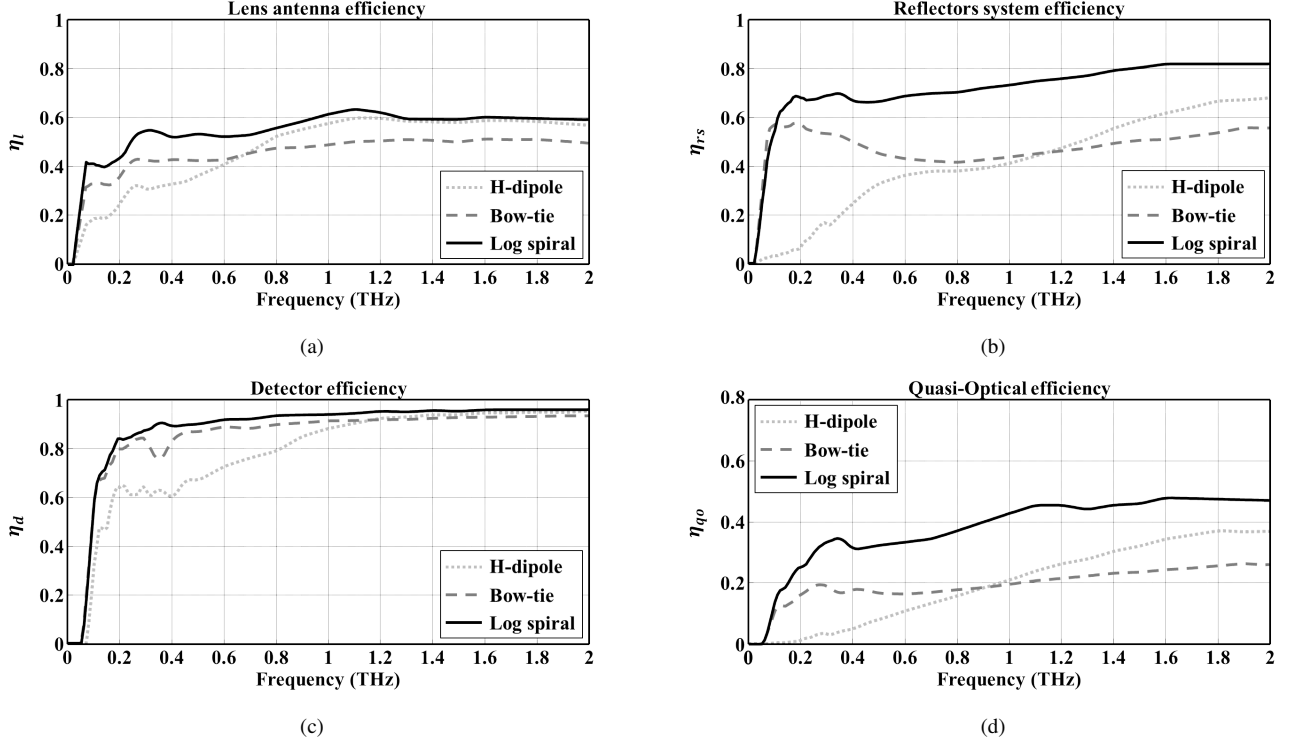 Lens antenna efficiency
1
0.8
0.6
0.4
0.2
0
ηl
H-dipole
Bow-tie
Log spiral
0 0.2 0.4 0.6 0.8 1 1.2 1.4 1.6 1.8 2
Frequency (THz)
(a)
Reflectors system efficiency
1
0.8
0.6
0.4
0.2
0
ηrs
H-dipole
Bow-tie
Log spiral
0 0.2 0.4 0.6 0.8 1 1.2 1.4 1.6 1.8 2
Frequency (THz)
(b)
Detector efficiency
1
0.8
0.6
0.4
0.2
0
ηd
H-dipole
Bow-tie
Log spiral
0 0.2 0.4 0.6 0.8 1 1.2 1.4 1.6 1.8 2
Frequency (THz)
(c)
Quasi-Optical efficiency
0.8
0.6
0.4
0.2
0
ηqo
H-dipole
Bow-tie
Log spiral
0 0.2 0.4 0.6 0.8 1 1.2 1.4 1.6 1.8 2
Frequency (THz)
(d)